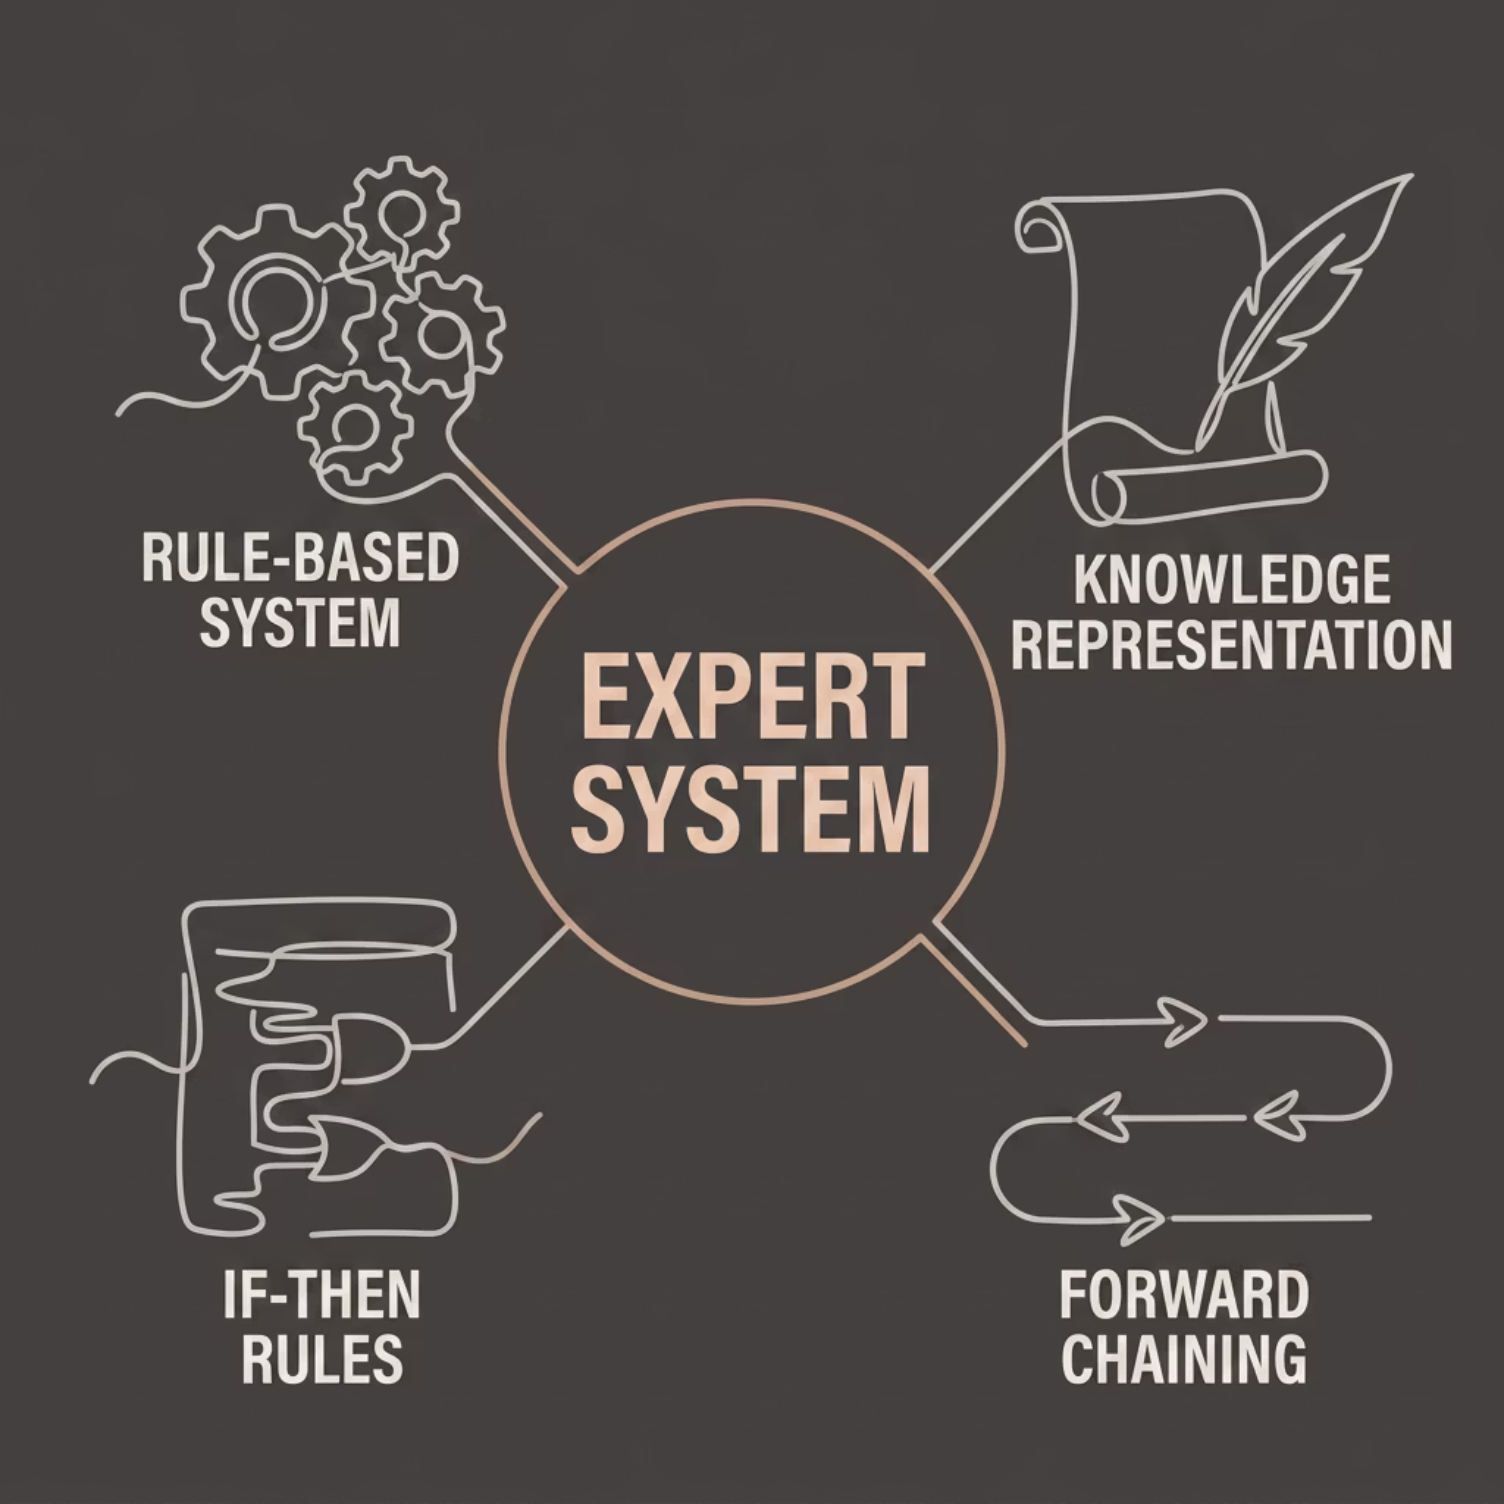 RULE-BASED
SYSTEM
KNOWLEDGE
REPRESENTATION
EXPERT
SYSTEM
IF-THEN
RULES
FORWARD
CHAINING